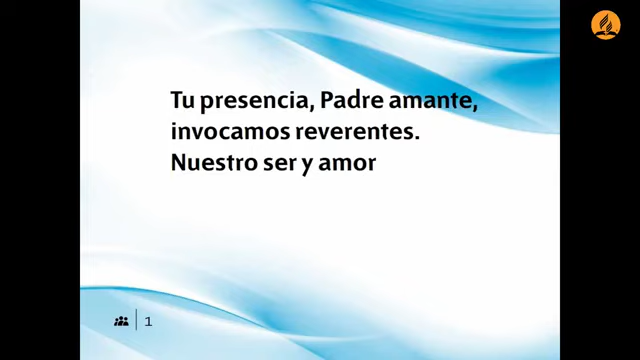 Tu presencia, Padre amante,
invocamos reverentes.
Nuestro ser y amor
1